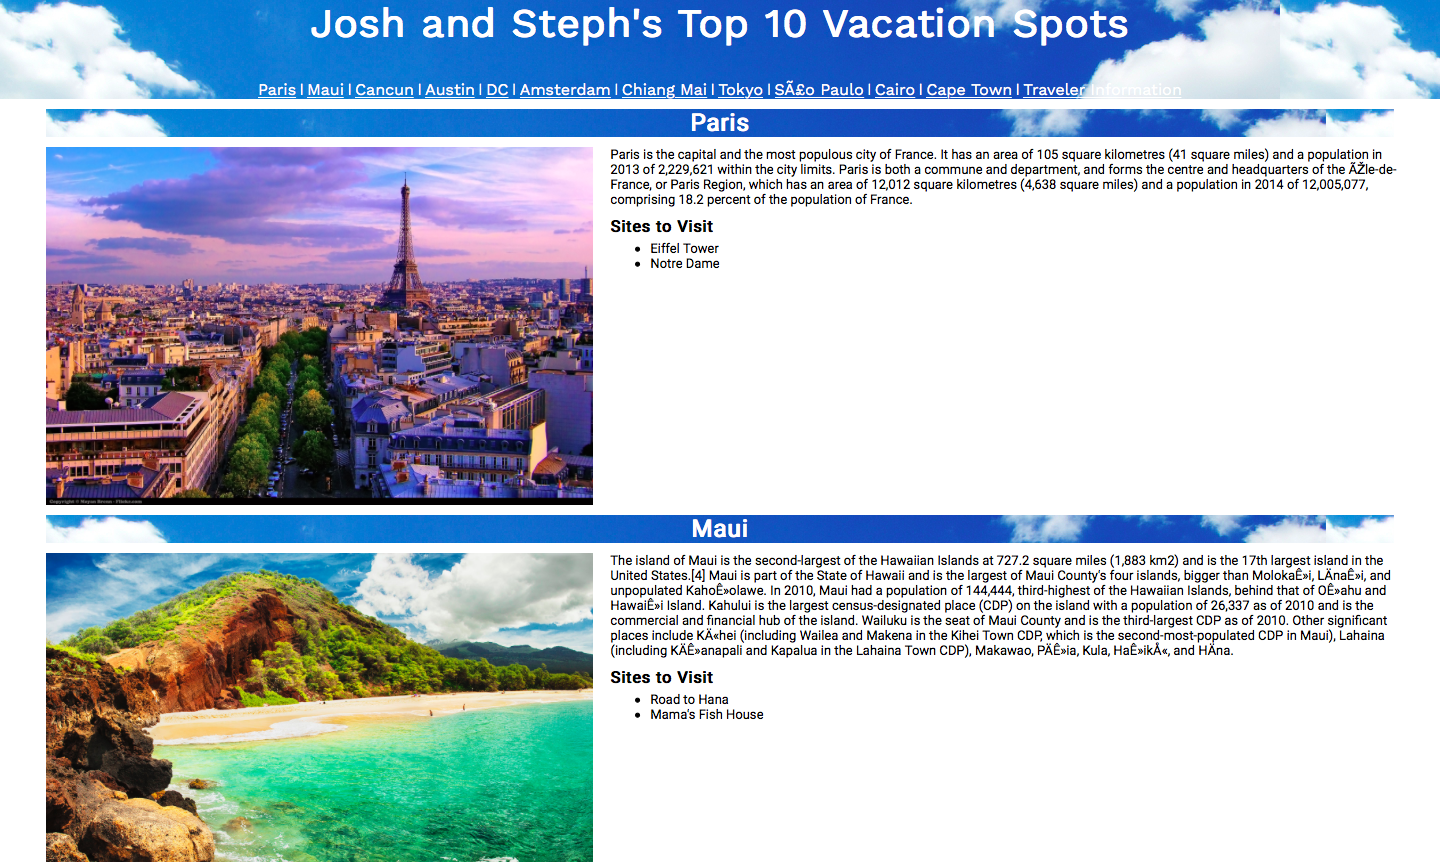 Josh and Steph's Top 10 Vacation Spots
Paris | Maui | Cancun | Austin | DC | Amsterdam | Chiang Mai | Tokyo | SÃ£o Paulo | Cairo | Cape Town | Traveler Information
Paris
Paris is the capital and the most populous city of France. It has an area of 105 square kilometres (41 square miles) and a population in
2013 of 2,229,621 within the city limits. Paris is both a commune and department, and forms the centre and headquarters of the ÃŽle-de-
France, or Paris Region, which has an area of 12,012 square kilometres (4,638 square miles) and a population in 2014 of 12,005,077,
comprising 18.2 percent of the population of France.
Sites to Visit
• Eiffel Tower
• Notre Dame
Maui
The island of Maui is the second-largest of the Hawaiian Islands at 727.2 square miles (1,883 km2) and is the 17th largest island in the
United States.[4] Maui is part of the State of Hawaii and is the largest of Maui County's four islands, bigger than MolokaÊ»i, LÄnaÊ»i, and
unpopulated KahoÊ»olawe. In 2010, Maui had a population of 144,444, third-highest of the Hawaiian Islands, behind that of OÊ»ahu and
HawaiÊ»i Island. Kahului is the largest census-designated place (CDP) on the island with a population of 26,337 as of 2010 and is the
commercial and financial hub of the island. Wailuku is the seat of Maui County and is the third-largest CDP as of 2010. Other significant
places include KÄ«hei (including Wailea and Makena in the Kihei Town CDP, which is the second-most-populated CDP in Maui), Lahaina
(including KÄÊ»anapali and Kapalua in the Lahaina Town CDP), Makawao, PÄÊ»ia, Kula, HaÊ»ikÅ«, and HÄna.
Sites to Visit
• Road to Hana
• Mama's Fish House